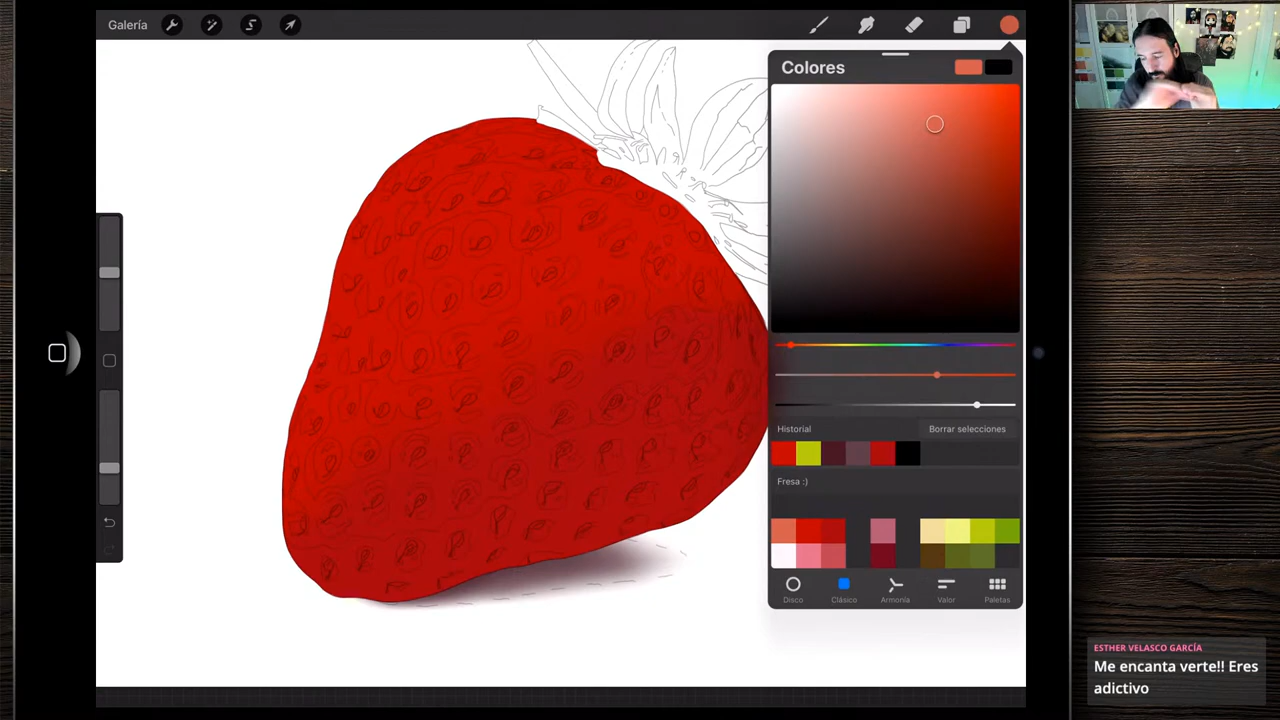 Galería
Colores
Historial
Borrar selecciones
Fresa :)
Disco
Clásico
Armonía
Valor
Paletas
ESTHER VELASCO GARCÍA
Me encanta verte!! Eres
adictivo